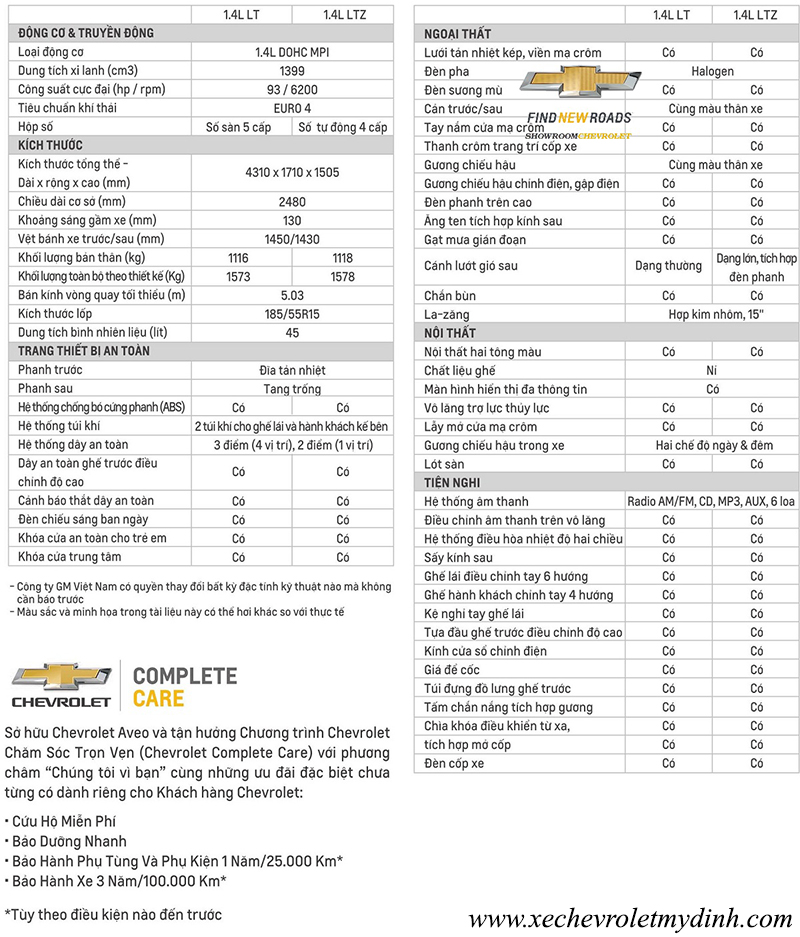 1.4L LT 1.4L LTZ
ĐỘNG CƠ & TRUYỀN ĐỘNG
Loại động cơ 1.4L DOHC MPI
Dung tích xi lanh (cm3) 1399
Công suất cực đại (hp / rpm) 93 / 6200
Tiêu chuẩn khí thải EURO 4
Hộp số Số sàn 5 cấp Số tự động 4 cấp
KÍCH THƯỚC
Kích thước tổng thể –
Dài x rộng x cao (mm) 4310 x 1710 x 1505
Chiều dài cơ sở (mm) 2480
Khoảng sáng gầm xe (mm) 130
Vệt bánh xe trước/sau (mm) 1450/1430
Khối lượng bản thân (kg) 1116 1118
Khối lượng toàn bộ theo thiết kế (Kg) 1573 1578
Bán kính vòng quay tối thiểu (m) 5.03
Kích thước lốp 185/55R15
Dung tích bình nhiên liệu (lít) 45
TRANG THIẾT BỊ AN TOÀN
Phanh trước Đĩa tản nhiệt
Phanh sau Tang trống
Hệ thống chống bó cứng phanh (ABS) Có Có
Hệ thống túi khí 2 túi khí cho ghế lái và hành khách kế bên
Hệ thống dây an toàn 3 điểm (4 vị trí), 2 điểm (1 vị trí)
Dây an toàn ghế trước điều
chỉnh độ cao Có Có
Cảnh báo thắt dây an toàn Có Có
Đèn chiếu sáng ban ngày Có Có
Khóa cửa an toàn cho trẻ em Có Có
Khóa cửa trung tâm Có Có
– Công ty GM Việt Nam có quyền thay đổi bất kỳ đặc tính kỹ thuật nào mà không
cần báo trước
– Màu sắc và minh họa trong tài liệu này có thể hơi khác so với thực tế
CHEVROLET
COMPLETE
CARE
Sở hữu Chevrolet Aveo và tận hưởng Chương trình Chevrolet
Chăm Sóc Trọn Vẹn (Chevrolet Complete Care) với phương
châm “Chúng tôi vì bạn” cùng những ưu đãi đặc biệt chưa
từng có dành riêng cho Khách hàng Chevrolet:
• Cứu Hộ Miễn Phí
• Bảo Dưỡng Nhanh
• Bảo Hành Phụ Tùng Và Phụ Kiện 1 Năm/25.000 Km*
• Bảo Hành Xe 3 Năm/100.000 Km*
*Tùy theo điều kiện nào đến trước
1.4L LT 1.4L LTZ
NGOẠI THẤT
Lưới tản nhiệt kép, viền mạ crôm Có Có
Đèn pha Halogen
Đèn sương mù Có Có
Cản trước/sau Cùng màu thân xe
Tay nắm cửa mạ crôm Có Có
Thanh crôm trang trí cốp xe Có Có
FIND NEW ROADS
SHOWROOM CHEVROLET
Gương chiếu hậu Cùng màu thân xe
Gương chiếu hậu chỉnh điện, gập điện Có Có
Đèn phanh trên cao Có Có
Ăng ten tích hợp kính sau Có Có
Gạt mưa gián đoạn Có Có
Cánh lướt gió sau Dạng thường Dạng lớn, tích hợp
đèn phanh
Chắn bùn Có Có
La-zăng Hợp kim nhôm, 15"
NỘI THẤT
Nội thất hai tông màu Có Có
Chất liệu ghế Nỉ
Màn hình hiển thị đa thông tin Có
Vô lăng trợ lực thủy lực Có Có
Lẫy mở cửa mạ crôm Có Có
Gương chiếu hậu trong xe Hai chế độ ngày & đêm
Lót sàn Có Có
TIỆN NGHI
Hệ thống âm thanh Radio AM/FM, CD, MP3, AUX, 6 loa
Điều chỉnh âm thanh trên vô lăng Có Có
Hệ thống điều hòa nhiệt độ hai chiều Có Có
Sấy kính sau Có Có
Ghế lái điều chỉnh tay 6 hướng Có Có
Ghế hành khách chỉnh tay 4 hướng Có Có
Kệ nghỉ tay ghế lái Có Có
Tựa đầu ghế trước điều chỉnh độ cao Có Có
Kính cửa sổ chỉnh điện Có Có
Giá để cốc Có Có
Túi đựng đồ lưng ghế trước Có Có
Tấm chắn nắng tích hợp gương Có Có
Chìa khóa điều khiển từ xa, Có Có
tích hợp mở cốp Có Có
Đèn cốp xe Có Có
www.xechevroletmydinh.com